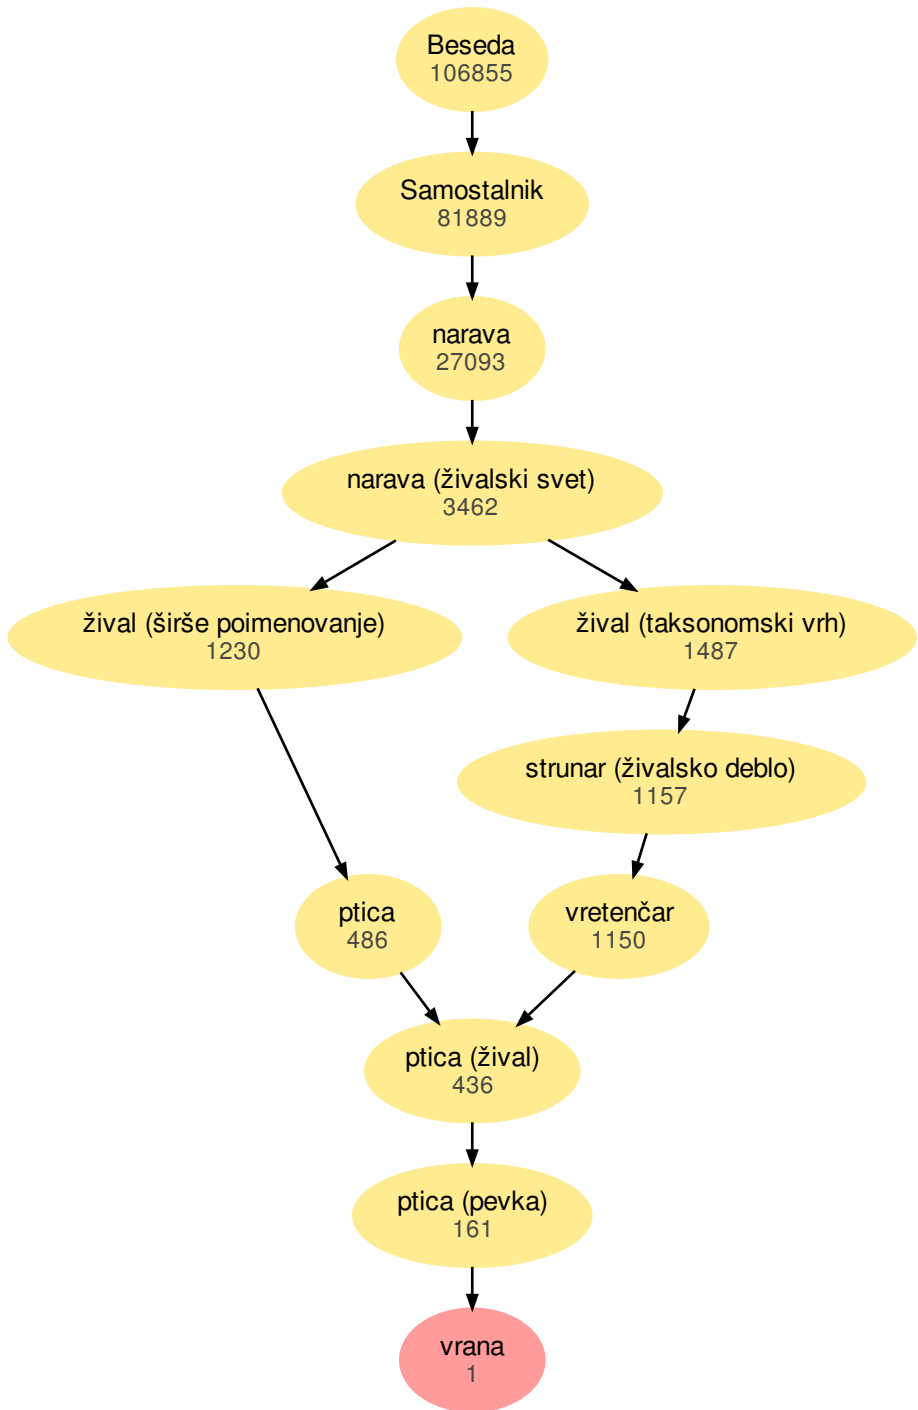 Beseda
106855
Samostalnik
81889
narava
27093
narava (živalski svet)
3462
žival (širše poimenovanje)
1230
žival (taksonomski vrh)
1487
strunar (živalsko deblo)
1157
ptica
486
vretenčar
1150
ptica (žival)
436
ptica (pevka)
161
vrana
1